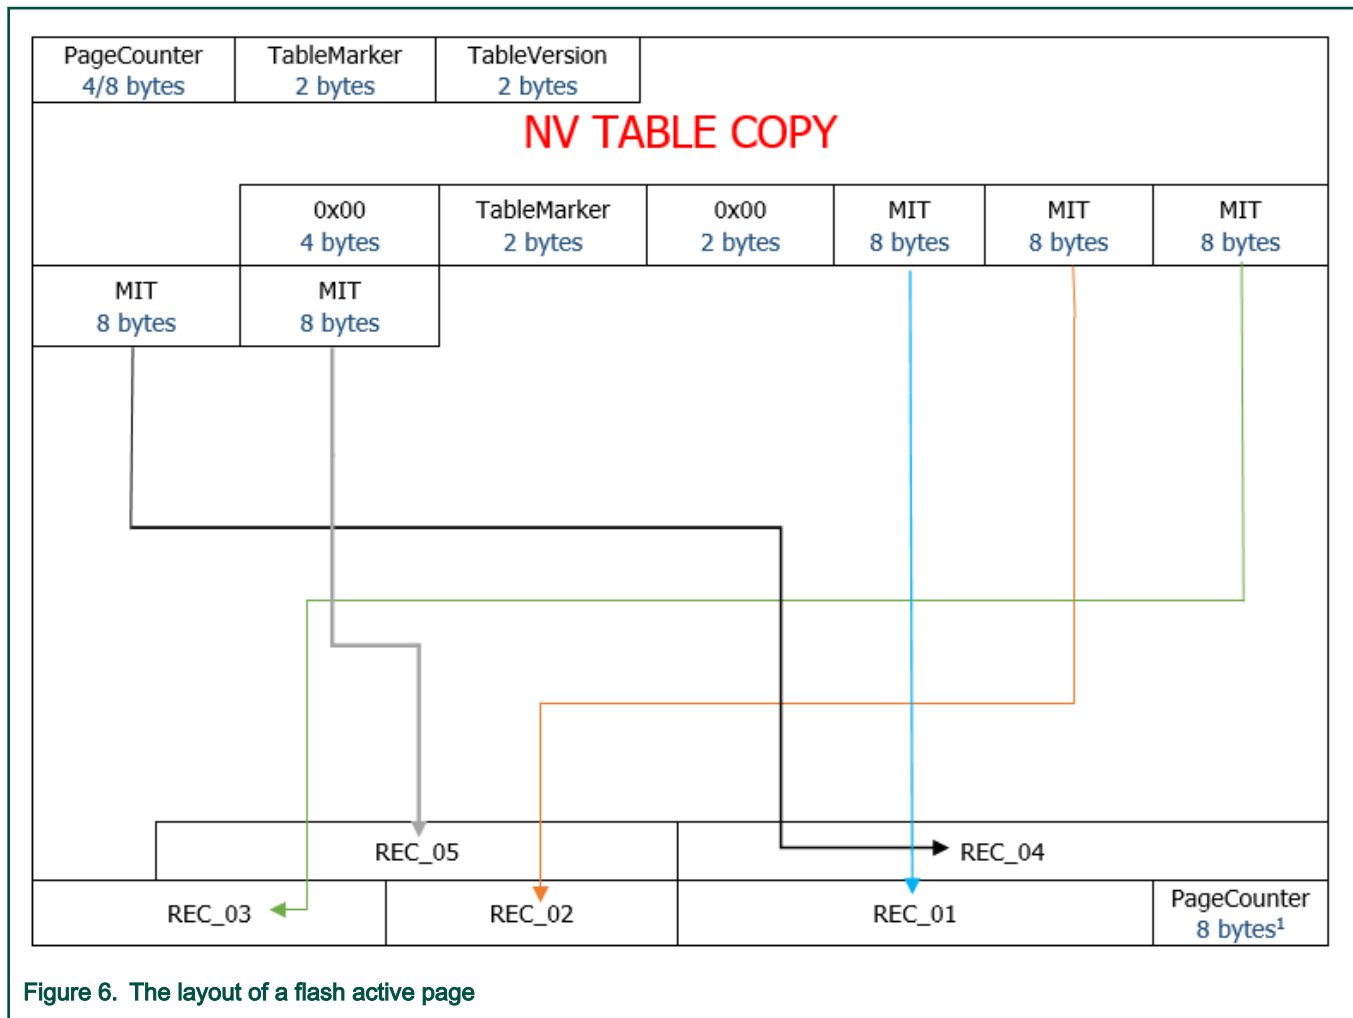 PageCounter
4/8 bytes
TableMarker
2 bytes
TableVersion
2 bytes
NV TABLE COPY
0x00
4 bytes
TableMarker
2 bytes
0x00
2 bytes
MIT
8 bytes
MIT
8 bytes
MIT
8 bytes
MIT
8 bytes
MIT
8 bytes
REC_05
REC_04
REC_03
REC_02
REC_01
PageCounter
8 bytes¹
Figure 6. The layout of a flash active page